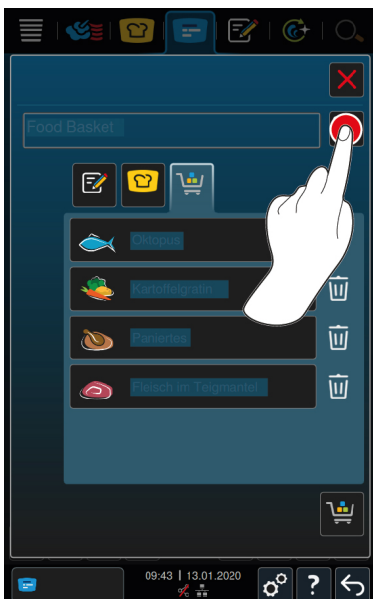 Food Basket
Oktopus
Kartoffelgratin
Paniertes
Fleisch im Teigmantel
09:43 | 13.01.2020
?